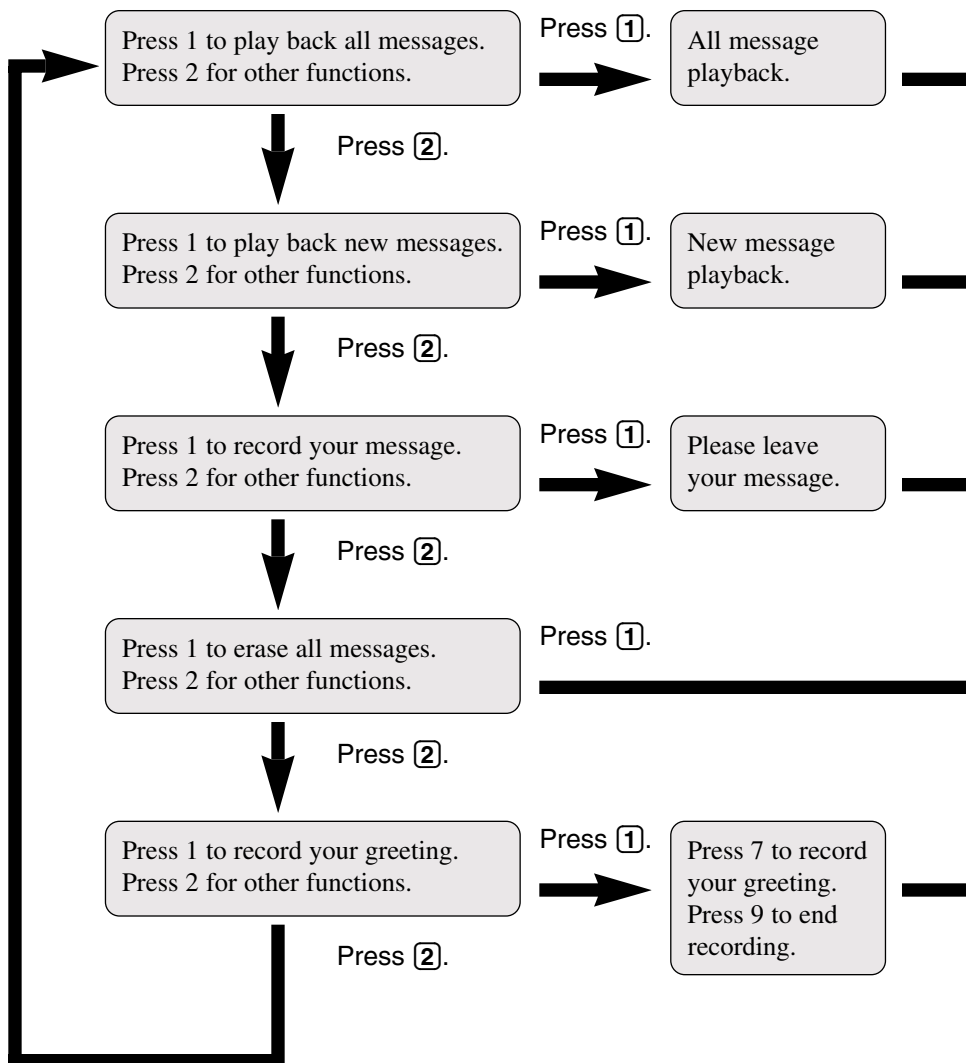 Press 1 to play back all messages.
Press 2 for other functions.
Press 1.
All message
playback.
Press 2.
Press 1 to play back new messages.
Press 2 for other functions.
Press 1.
New message
playback.
Press 2.
Press 1 to record your message.
Press 2 for other functions.
Press 1.
Please leave
your message.
Press 2.
Press 1 to erase all messages.
Press 2 for other functions.
Press 1.
Press 2.
Press 1 to record your greeting.
Press 2 for other functions.
Press 1.
Press 7 to record
your greeting.
Press 9 to end
recording.
Press 2.